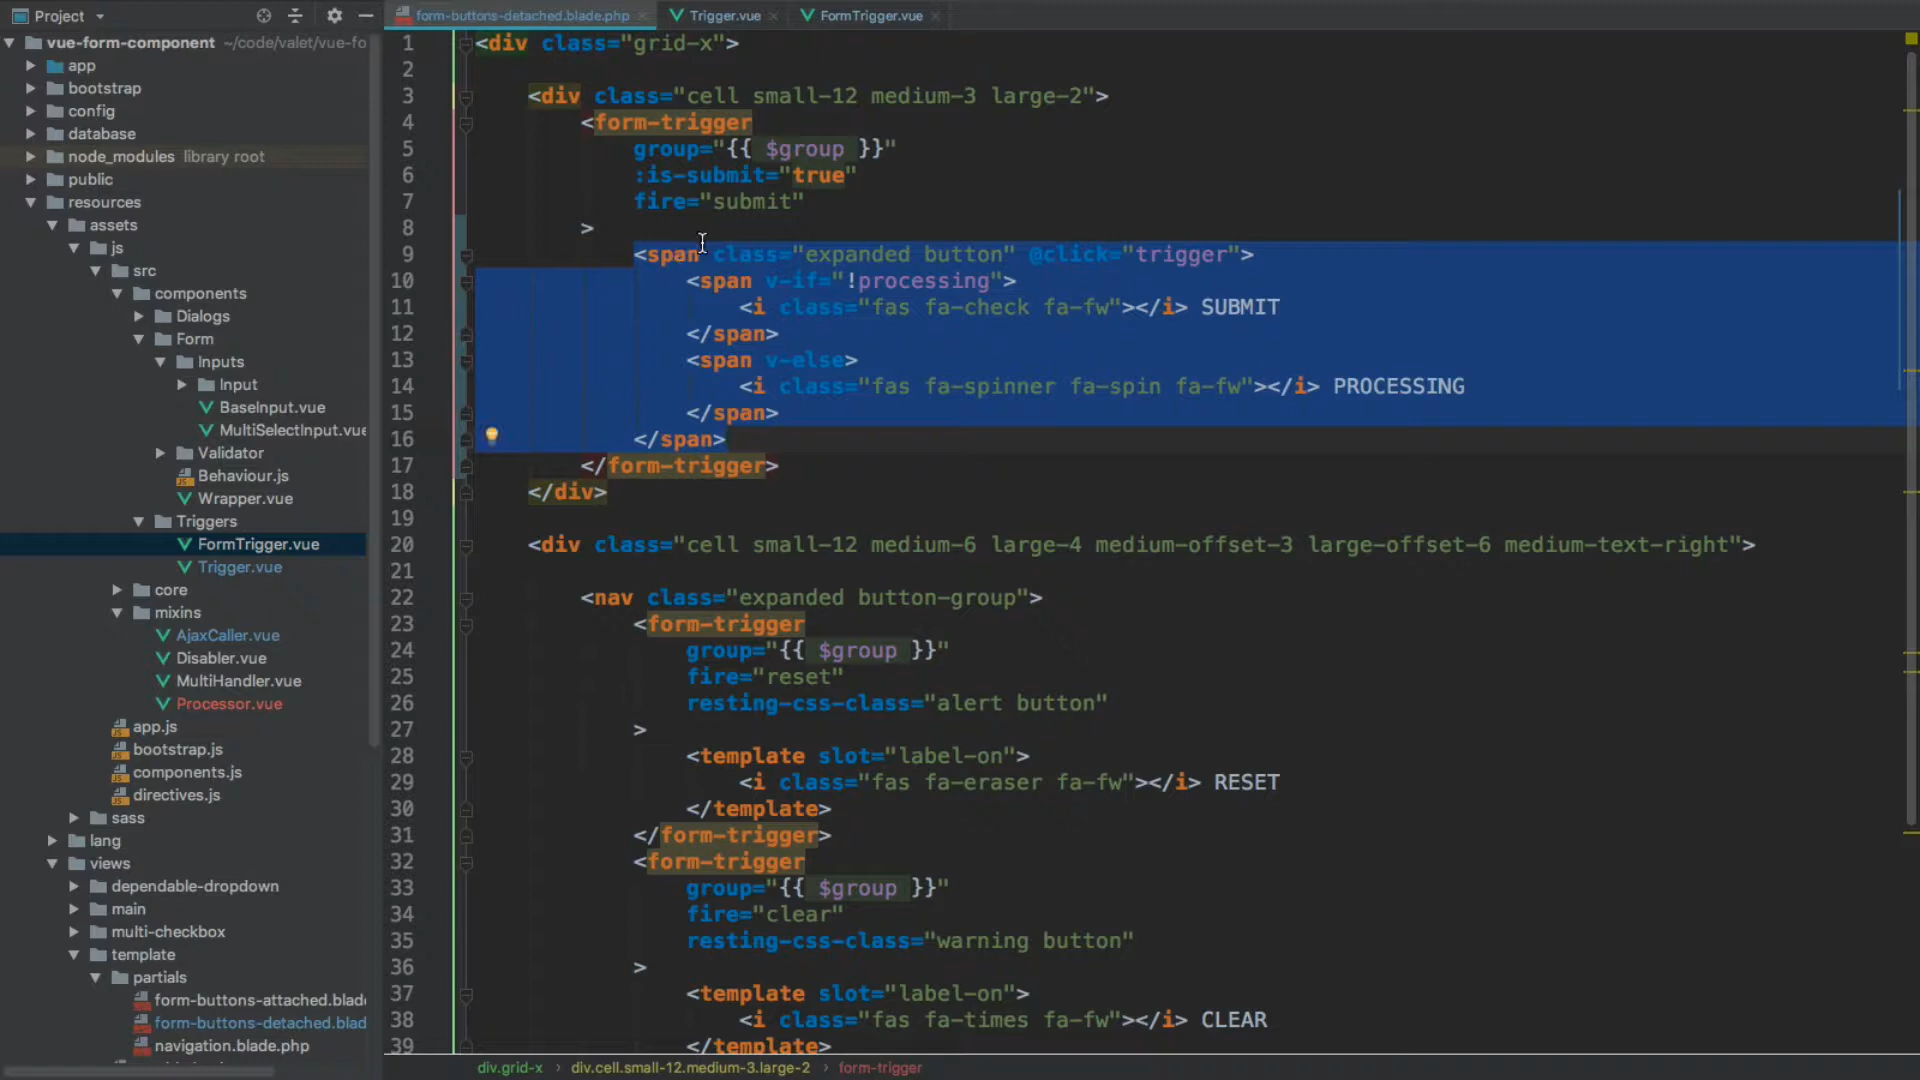 Project
vue-form-component ~/code/valet/vue-fo
app
bootstrap
config
database
node_modules library root
public
resources
assets
js
src
components
Dialogs
Form
Inputs
Input
BaseInput.vue
MultiSelectInput.vue
Validator
Behaviour.js
Wrapper.vue
Triggers
FormTrigger.vue
Trigger.vue
core
mixins
AjaxCaller.vue
Disabler.vue
MultiHandler.vue
Processor.vue
app.js
bootstrap.js
components.js
directives.js
sass
lang
views
dependable-dropdown
main
multi-checkbox
template
partials
form-buttons-attached.blad
form-buttons-detached.blad
navigation.blade.php
form-buttons-detached.blade.php Trigger.vue FormTrigger.vue
1 <div class="grid-x">
2
3 <div class="cell small-12 medium-3 large-2">
4 <form-trigger
5 group="{{ $group }}"
6 :is-submit="true"
7 fire="submit"
8 >
9 <span class="expanded button" @click="trigger">
10 <span v-if="!processing">
11 <i class="fas fa-check fa-fw"></i> SUBMIT
12 </span>
13 <span v-else>
14 <i class="fas fa-spinner fa-spin fa-fw"></i> PROCESSING
15 </span>
16 </span>
17 </form-trigger>
18 </div>
19
20 <div class="cell small-12 medium-6 large-4 medium-offset-3 large-offset-6 medium-text-right">
21
22 <nav class="expanded button-group">
23 <form-trigger
24 group="{{ $group }}"
25 fire="reset"
26 resting-css-class="alert button"
27 >
28 <template slot="label-on">
29 <i class="fas fa-eraser fa-fw"></i> RESET
30 </template>
31 </form-trigger>
32 <form-trigger
33 group="{{ $group }}"
34 fire="clear"
35 resting-css-class="warning button"
36 >
37 <template slot="label-on">
38 <i class="fas fa-times fa-fw"></i> CLEAR
39 </template>
div.grid-x › div.cell.small-12.medium-3.large-2 › form-trigger